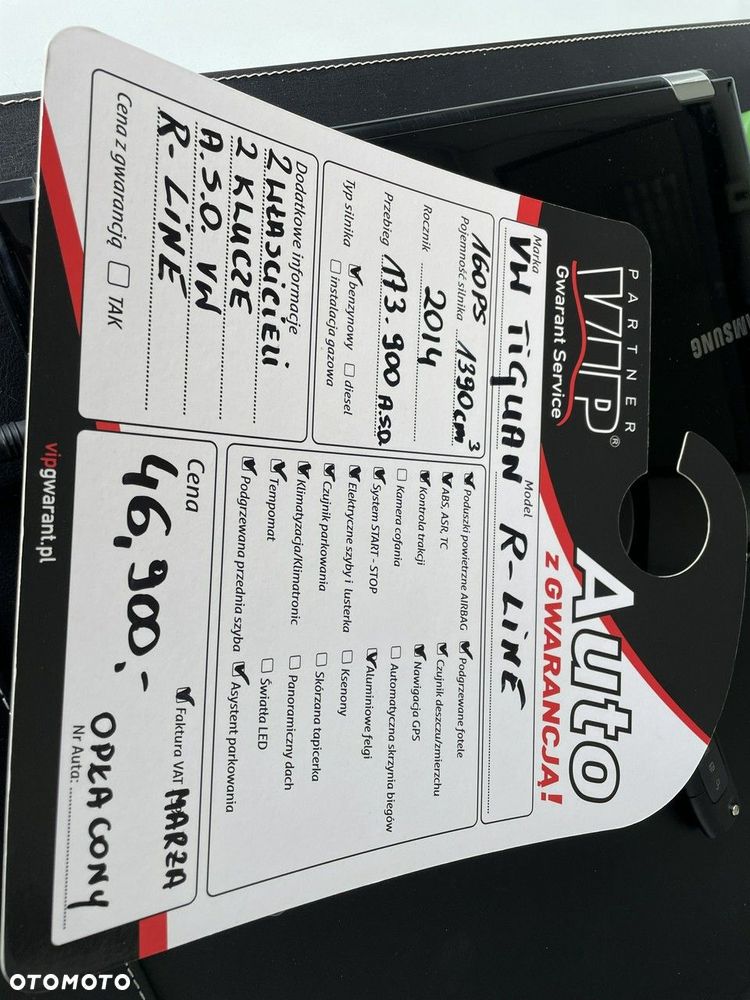 PARTNER
VIP®
Gwarant Service
Auto
z GWARANCJĄ!
Marka
Model
VW TiGUAN R-LINE
160PS 1390cm³
Pojemność silnika
Rocznik 2014
Przebieg 173.900 A.S.O
Typ silnika ✔ benzynowy ☐ diesel
☐ instalacja gazowa
Dodatkowe informacje
2 WŁAŚCICIELI
2 KLUCZE
A.S.O. VW
R-LINE
Cena z gwarancją ☐ TAK
✔ Poduszki powietrzne AIRBAG
✔ ABS, ASR, TC
✔ Kontrola trakcji
☐ Kamera cofania
✔ System START - STOP
✔ Elektryczne szyby i lusterka
✔ Czujnik parkowania
✔ Klimatyzacja/Klimatronic
✔ Tempomat
✔ Podgrzewana przednia szyba
✔ Podgrzewane fotele
✔ Czujnik deszczu/zmierzchu
✔ Nawigacja GPS
☐ Automatyczna skrzynia biegów
✔ Aluminiowe felgi
☐ Ksenony
☐ Skórzana tapicerka
☐ Panoramiczny dach
☐ Światła LED
✔ Asystent parkowania
Cena
46,900,-
✔ Faktura VAT MARŻA
OPŁACONY
Nr Auta:
vipgwarant.pl
SAMSUNG
OTOMOTO